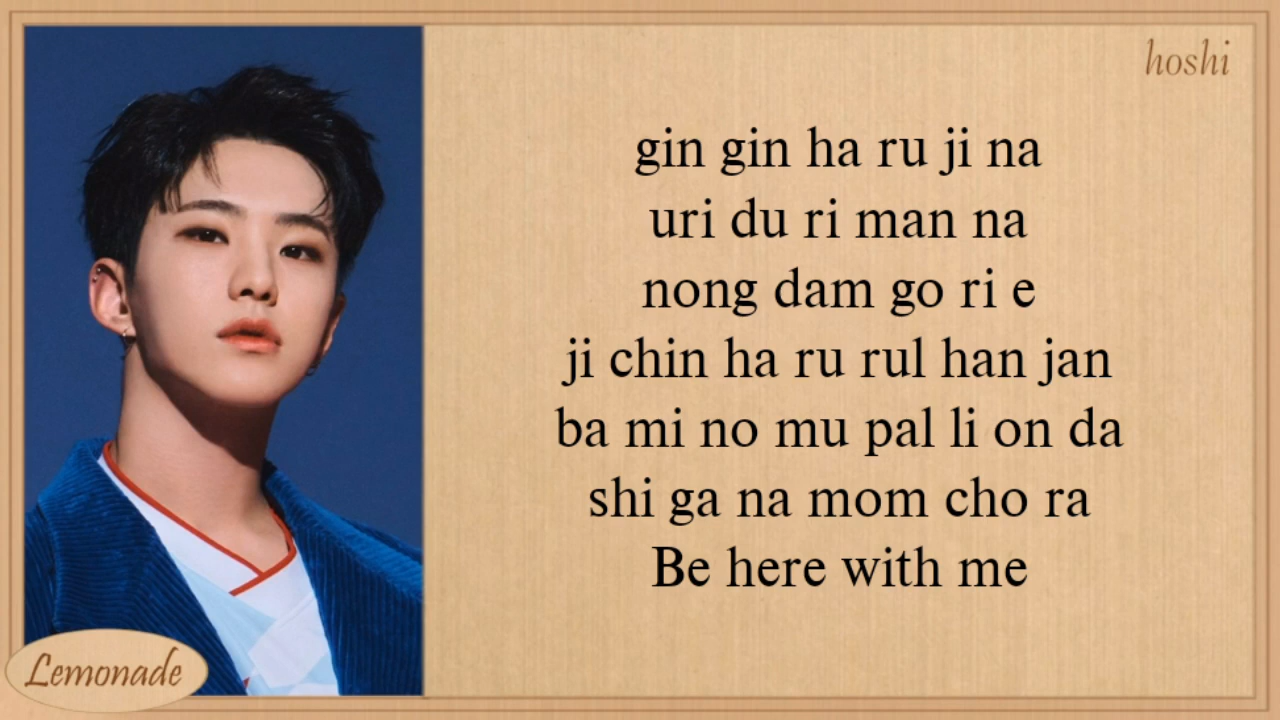 hoshi
gin gin ha ru ji na
uri du ri man na
nong dam go ri e
ji chin ha ru rul han jan
ba mi no mu pal li on da
shi ga na mom cho ra
Be here with me
Lemonade